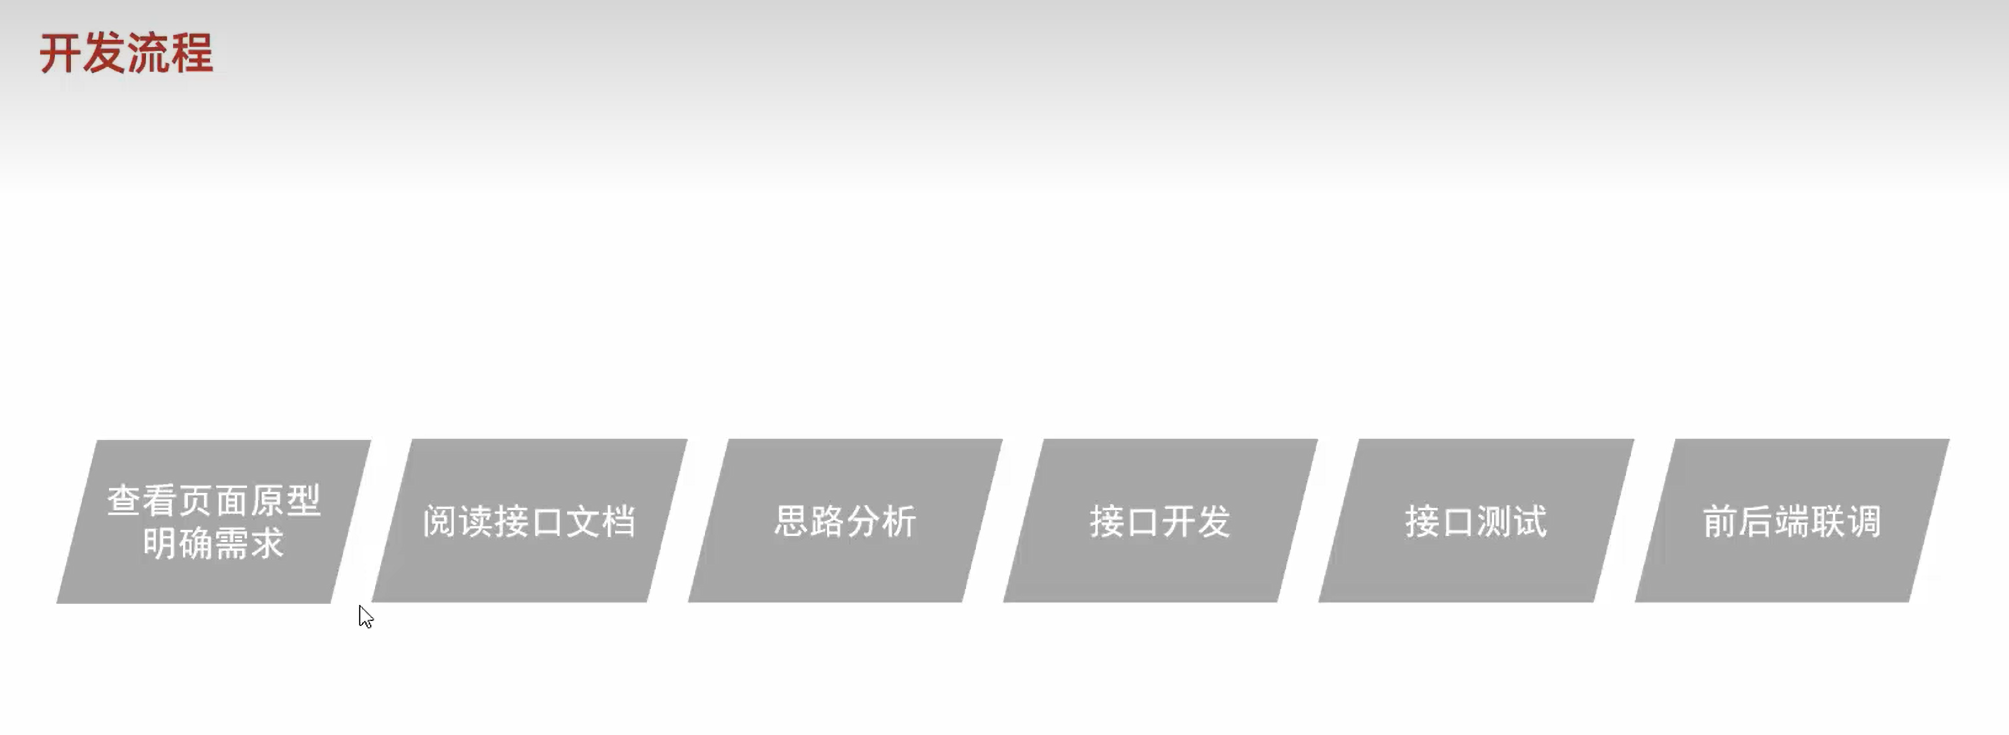 开发流程
查看页面原型
明确需求
阅读接口文档
思路分析
接口开发
接口测试
前后端联调